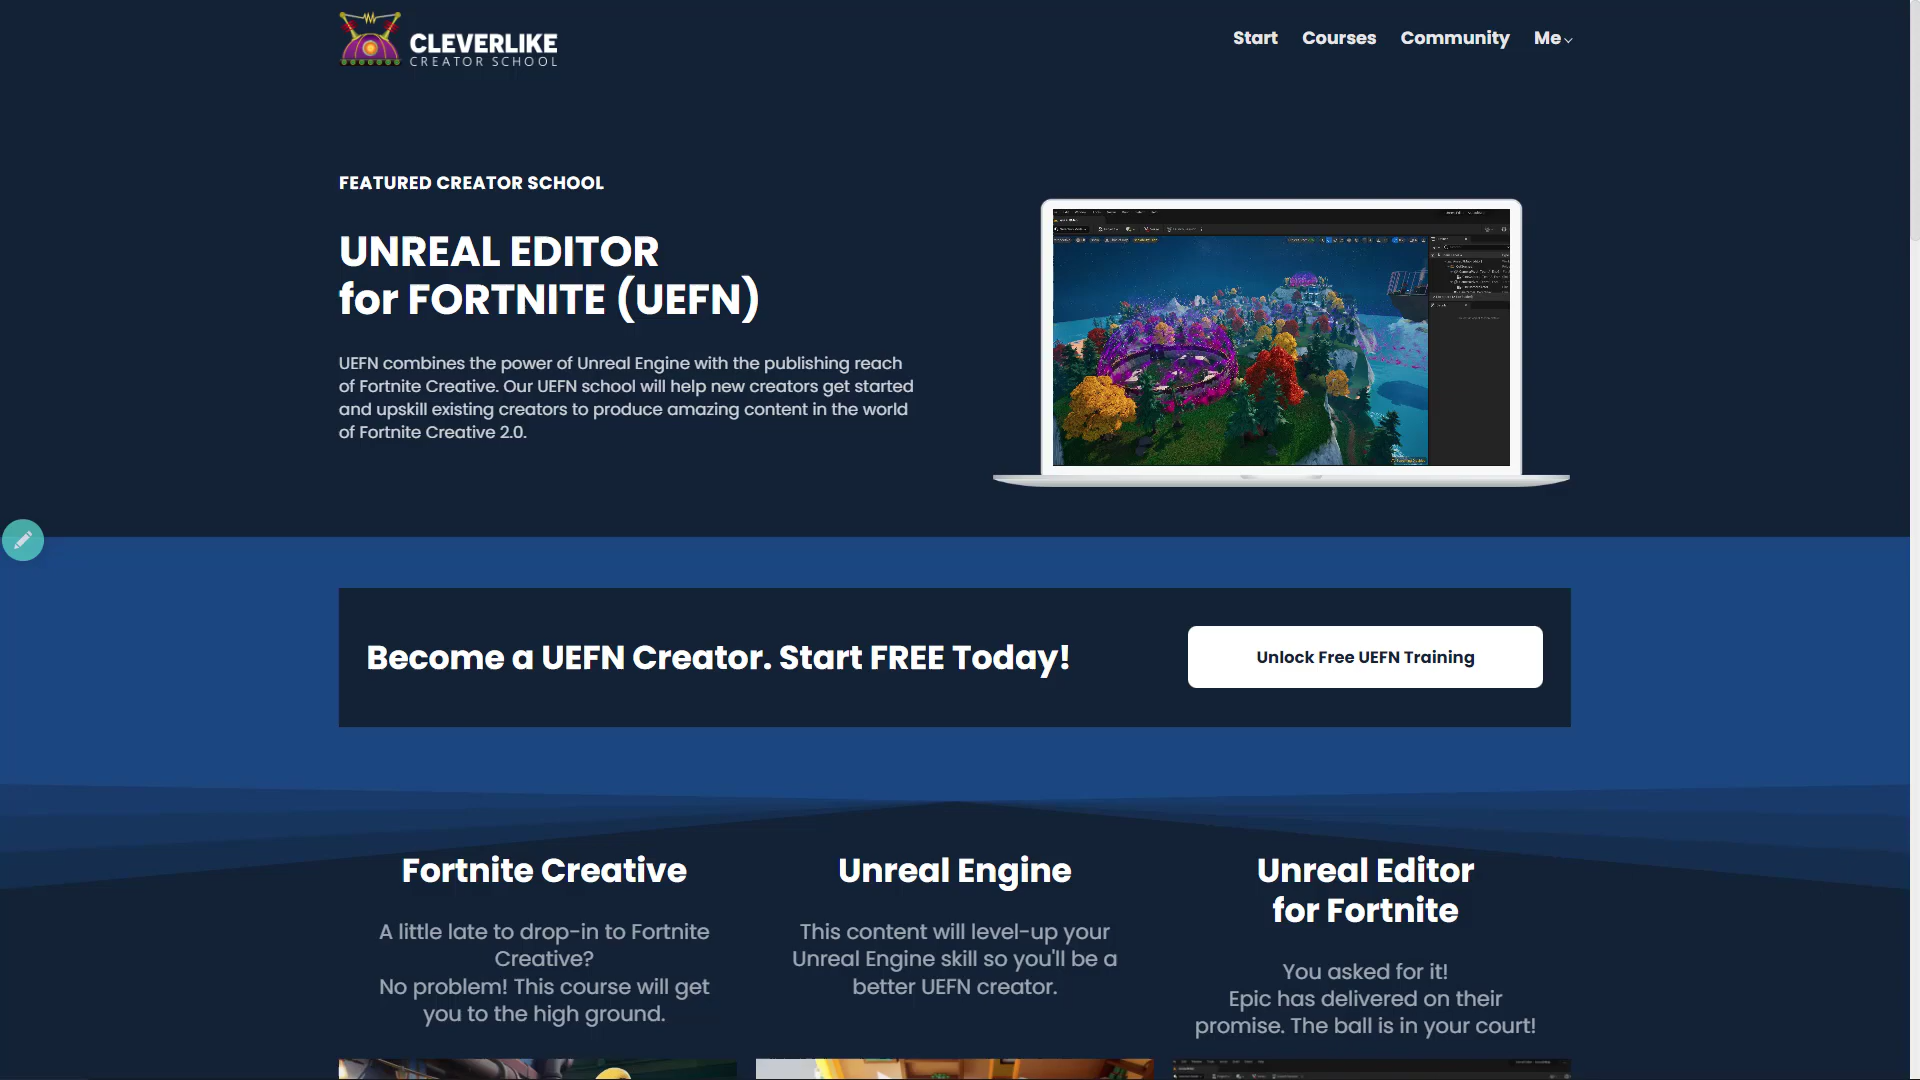 CLEVERLIKE
CREATOR SCHOOL
Start Courses Community Me
FEATURED CREATOR SCHOOL
UNREAL EDITOR
for FORTNITE (UEFN)
UEFN combines the power of Unreal Engine with the publishing reach
of Fortnite Creative. Our UEFN school will help new creators get started
and upskill existing creators to produce amazing content in the world
of Fortnite Creative 2.0.
Become a UEFN Creator. Start FREE Today!
Unlock Free UEFN Training
Fortnite Creative
A little late to drop-in to Fortnite
Creative?
No problem! This course will get
you to the high ground.
Unreal Engine
This content will level-up your
Unreal Engine skill so you'll be a
better UEFN creator.
Unreal Editor
for Fortnite
You asked for it!
Epic has delivered on their
promise. The ball is in your court!